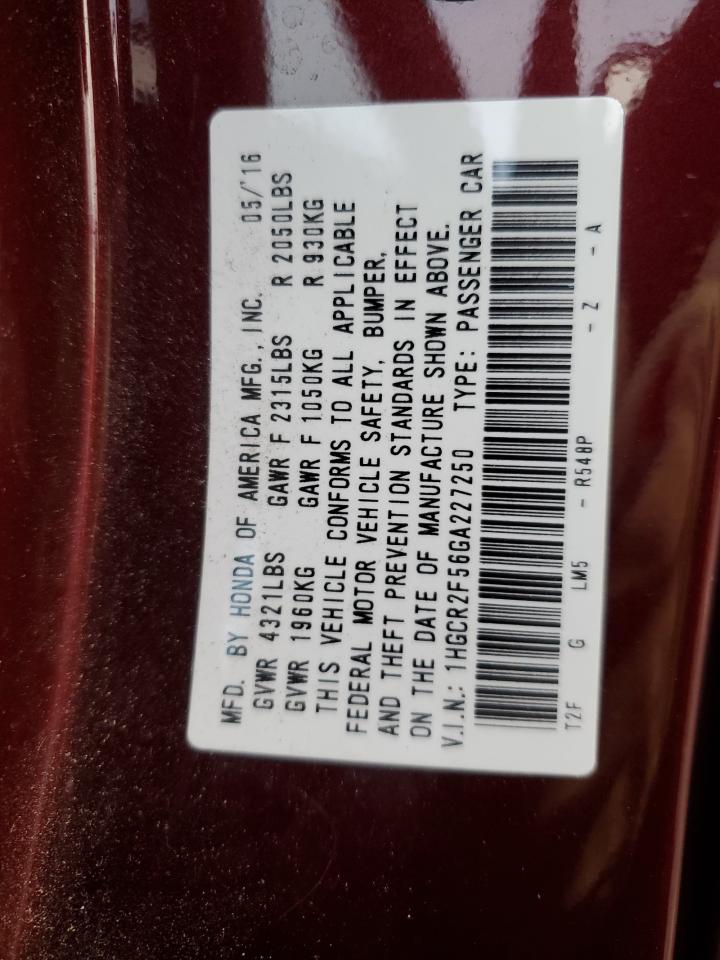 MFD. BY HONDA OF AMERICA MFG., INC. 05/'16
GVWR 4321LBS GAWR F 2315LBS R 2050LBS
GVWR 1960KG GAWR F 1050KG R 930KG
THIS VEHICLE CONFORMS TO ALL APPLICABLE
FEDERAL MOTOR VEHICLE SAFETY, BUMPER,
AND THEFT PREVENTION STANDARDS IN EFFECT
ON THE DATE OF MANUFACTURE SHOWN ABOVE.
V.I.N.: 1HGCR2F56GA227250 TYPE: PASSENGER CAR
T2F G LM5 - R548P - Z - A